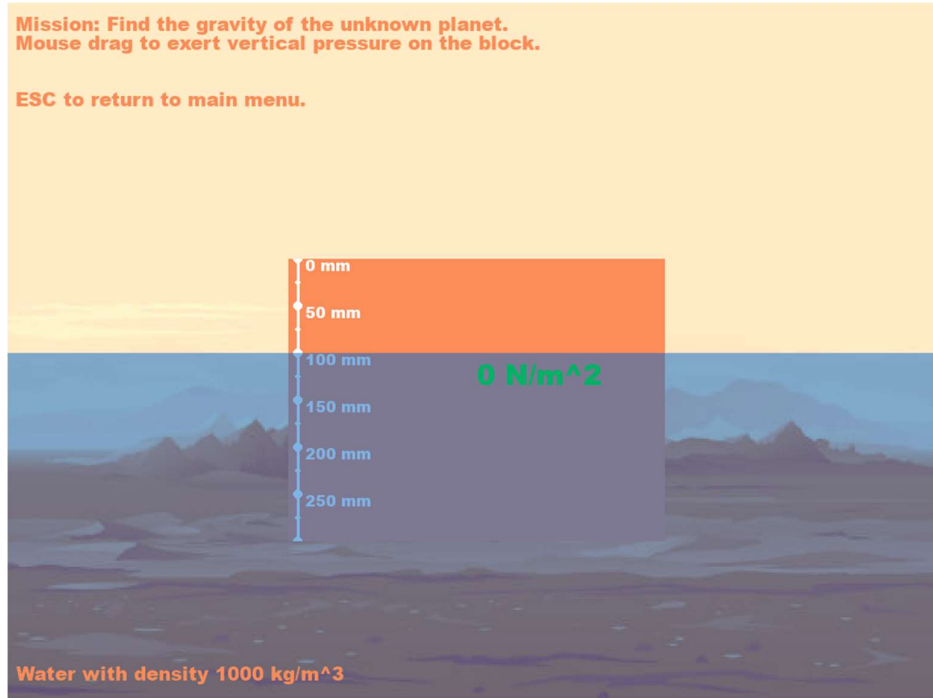 Mission: Find the gravity of the unknown planet.
Mouse drag to exert vertical pressure on the block.
ESC to return to main menu.
0 mm
50 mm
100 mm
0 N/m^2
150 mm
200 mm
250 mm
Water with density 1000 kg/m^3